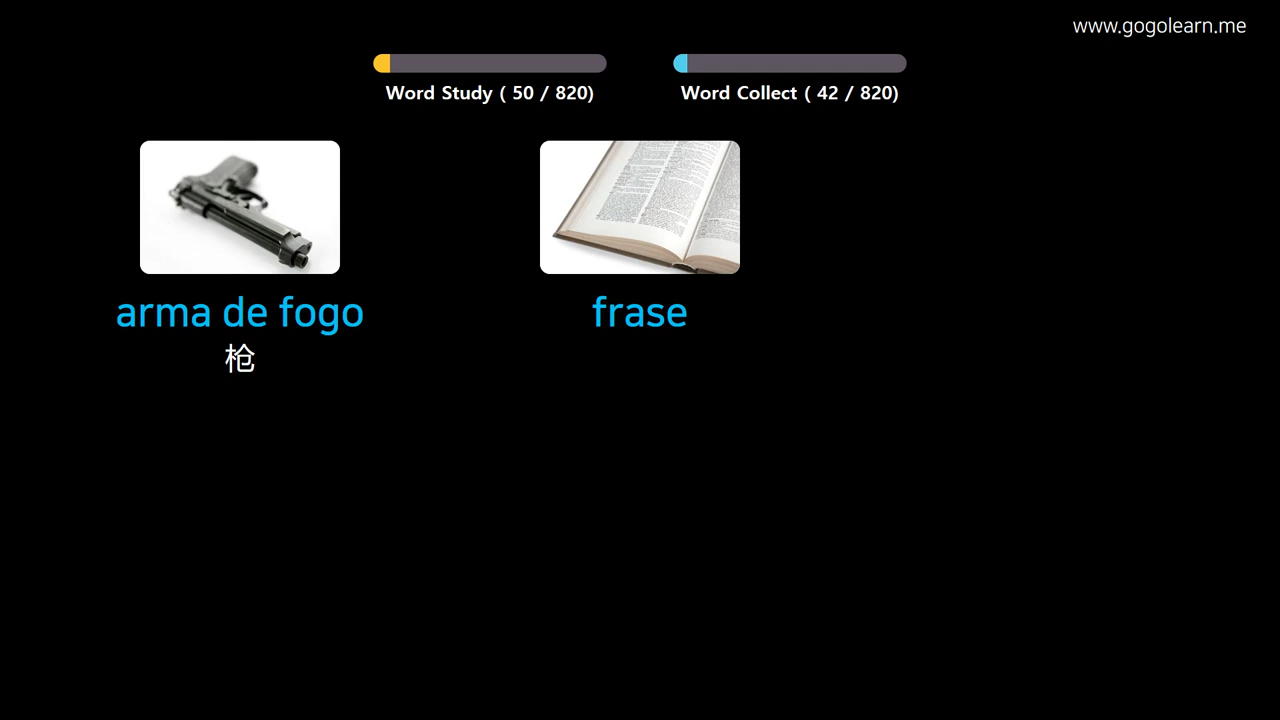 www.gogolearn.me
Word Study ( 50 / 820)
Word Collect ( 42 / 820)
arma de fogo
frase
枪